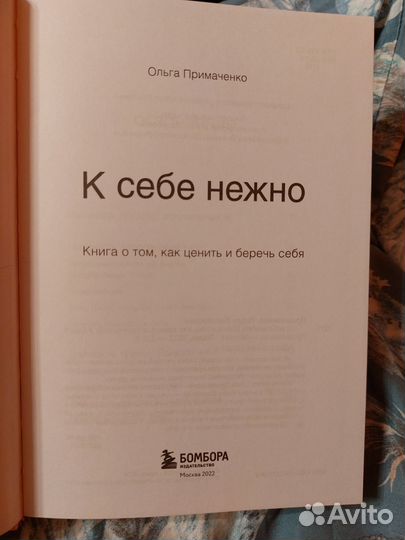 Ольга Примаченко
К себе нежно
Книга о том, как ценить и беречь себя
БОМБОРА
ИЗДАТЕЛЬСТВО
Москва 2022
Avito